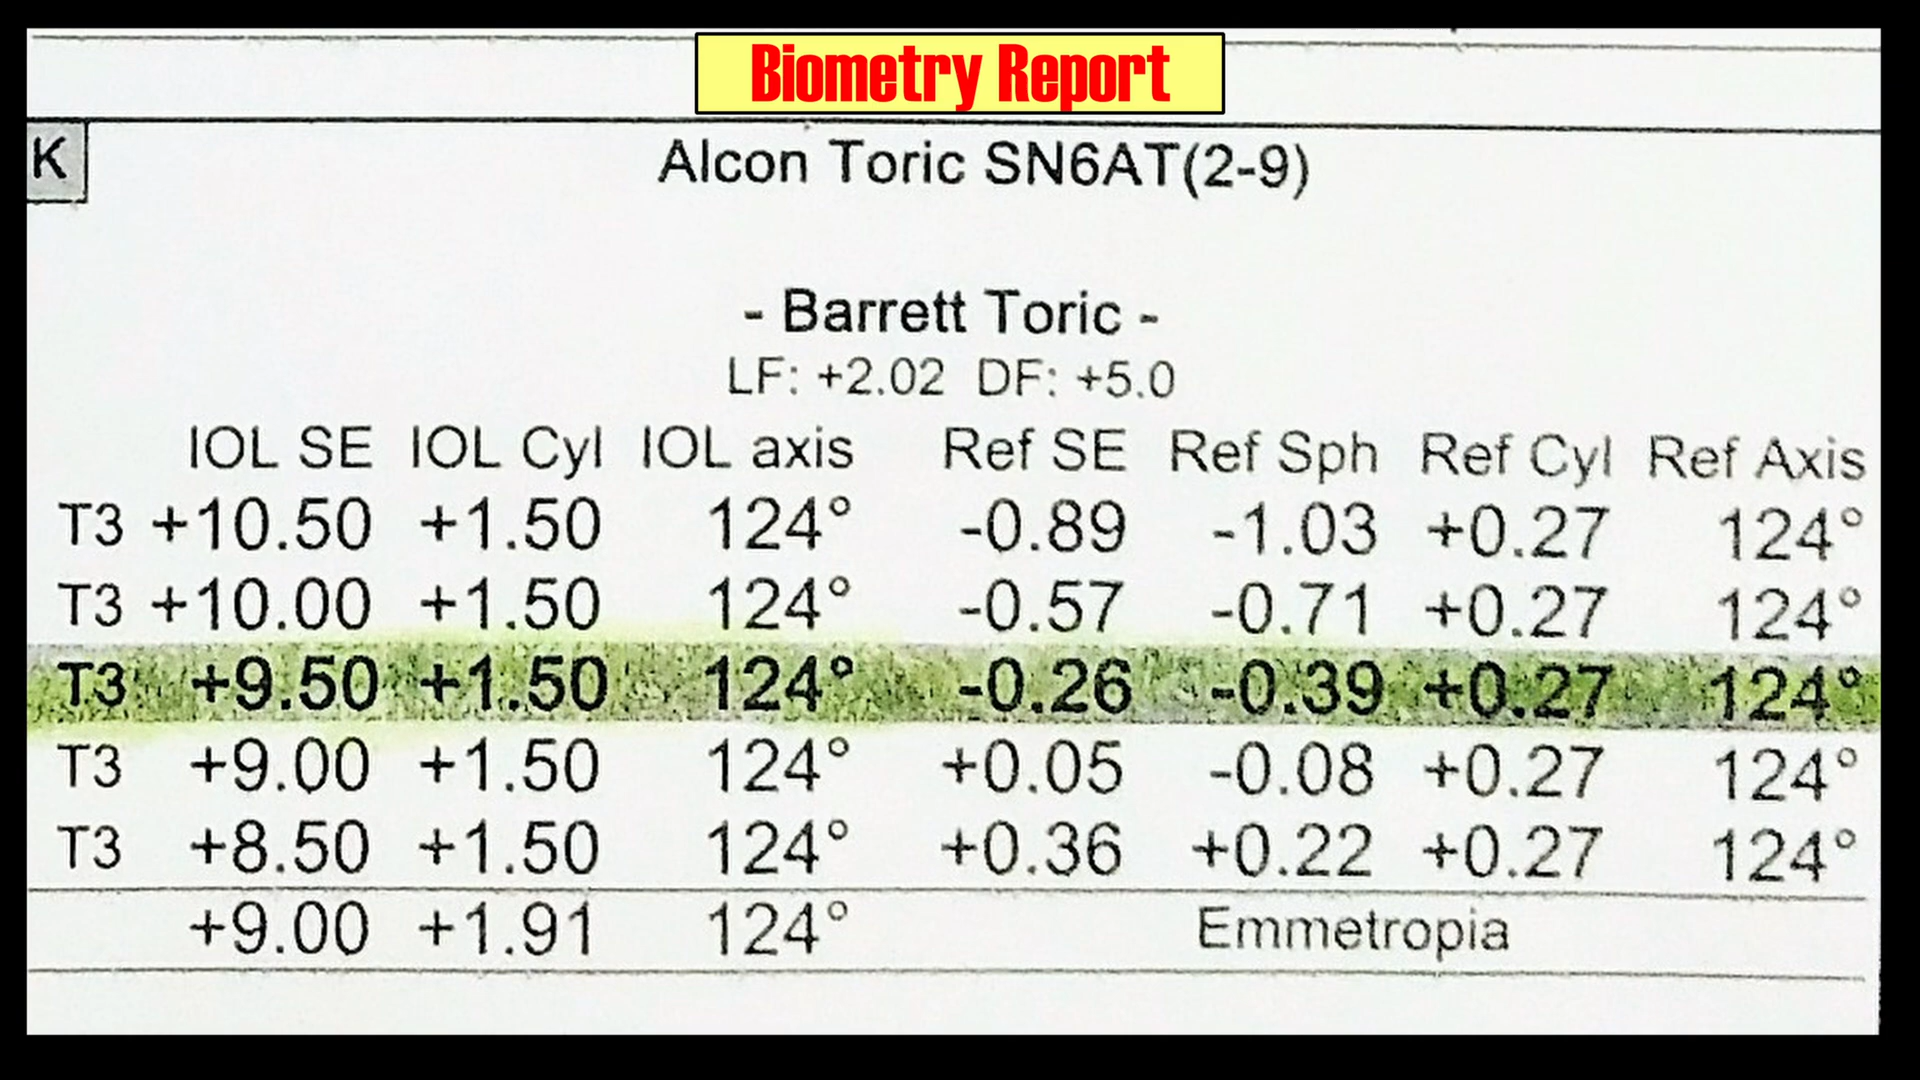 Biometry Report
K
Alcon Toric SN6AT(2-9)
- Barrett Toric -
LF: +2.02 DF: +5.0
IOL SE IOL Cyl IOL axis Ref SE Ref Sph Ref Cyl Ref Axis
T3 +10.50 +1.50 124° -0.89 -1.03 +0.27 124°
T3 +10.00 +1.50 124° -0.57 -0.71 +0.27 124°
T3 +9.50 +1.50 124° -0.26 -0.39 +0.27 124°
T3 +9.00 +1.50 124° +0.05 -0.08 +0.27 124°
T3 +8.50 +1.50 124° +0.36 +0.22 +0.27 124°
+9.00 +1.91 124° Emmetropia